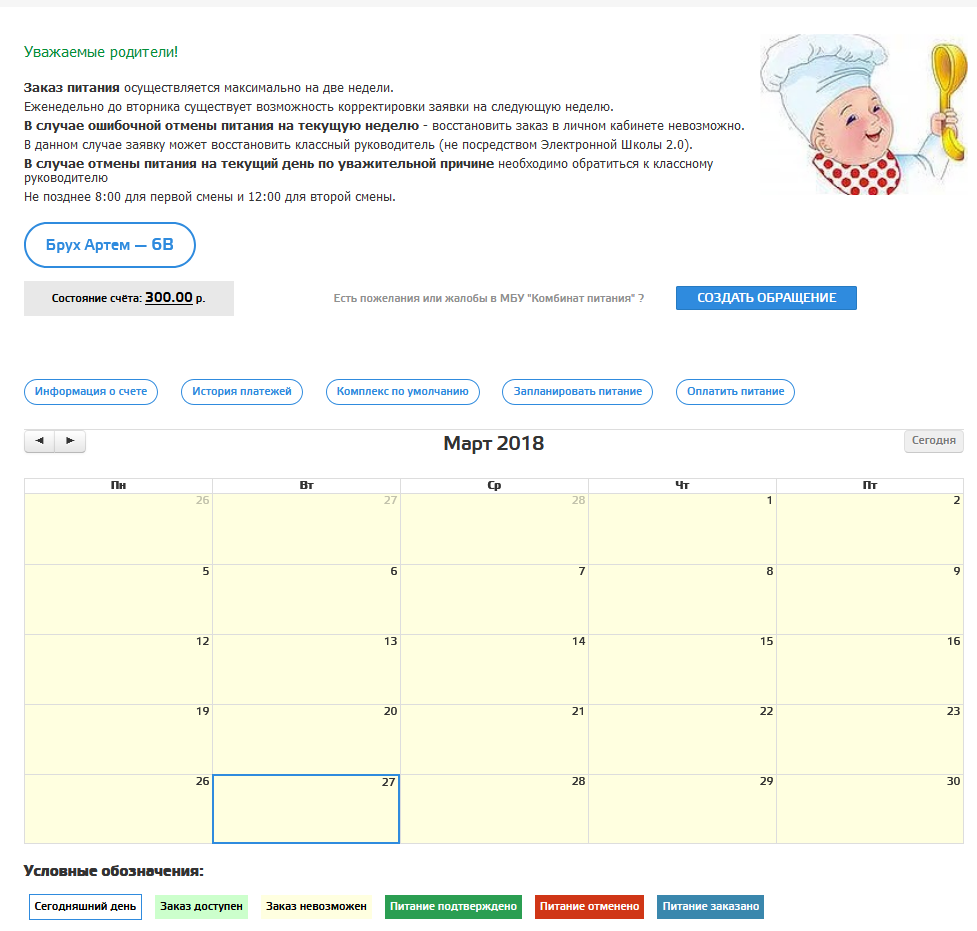 Уважаемые родители!
Заказ питания осуществляется максимально на две недели.
Еженедельно до вторника существует возможность корректировки заявки на следующую неделю.
В случае ошибочной отмены питания на текущую неделю - восстановить заказ в личном кабинете невозможно.
В данном случае заявку может восстановить классный руководитель (не посредством Электронной Школы 2.0).
В случае отмены питания на текущий день по уважительной причине необходимо обратиться к классному
руководителю
Не позднее 8:00 для первой смены и 12:00 для второй смены.
Брух Артем — 6В
Состояние счёта: 300.00 р.
Есть пожелания или жалобы в МБУ "Комбинат питания" ?
СОЗДАТЬ ОБРАЩЕНИЕ
Информация о счете
История платежей
Комплекс по умолчанию
Запланировать питание
Оплатить питание
Март 2018
Сегодня
Пн Вт Ср Чт Пт
26 27 28 1 2
5 6 7 8 9
12 13 14 15 16
19 20 21 22 23
26 27 28 29 30
Условные обозначения:
Сегодняшний день
Заказ доступен
Заказ невозможен
Питание подтверждено
Питание отменено
Питание заказано